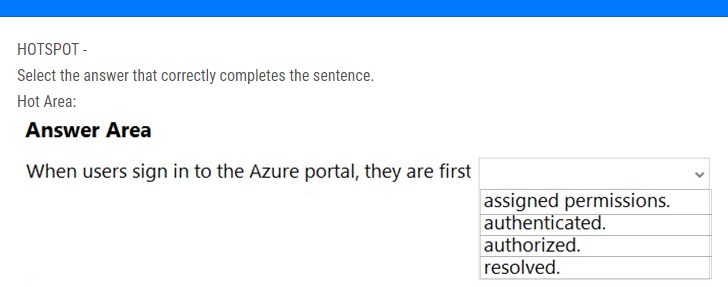 HOTSPOT -
Select the answer that correctly completes the sentence.
Hot Area:
Answer Area
When users sign in to the Azure portal, they are first
assigned permissions.
authenticated.
authorized.
resolved.